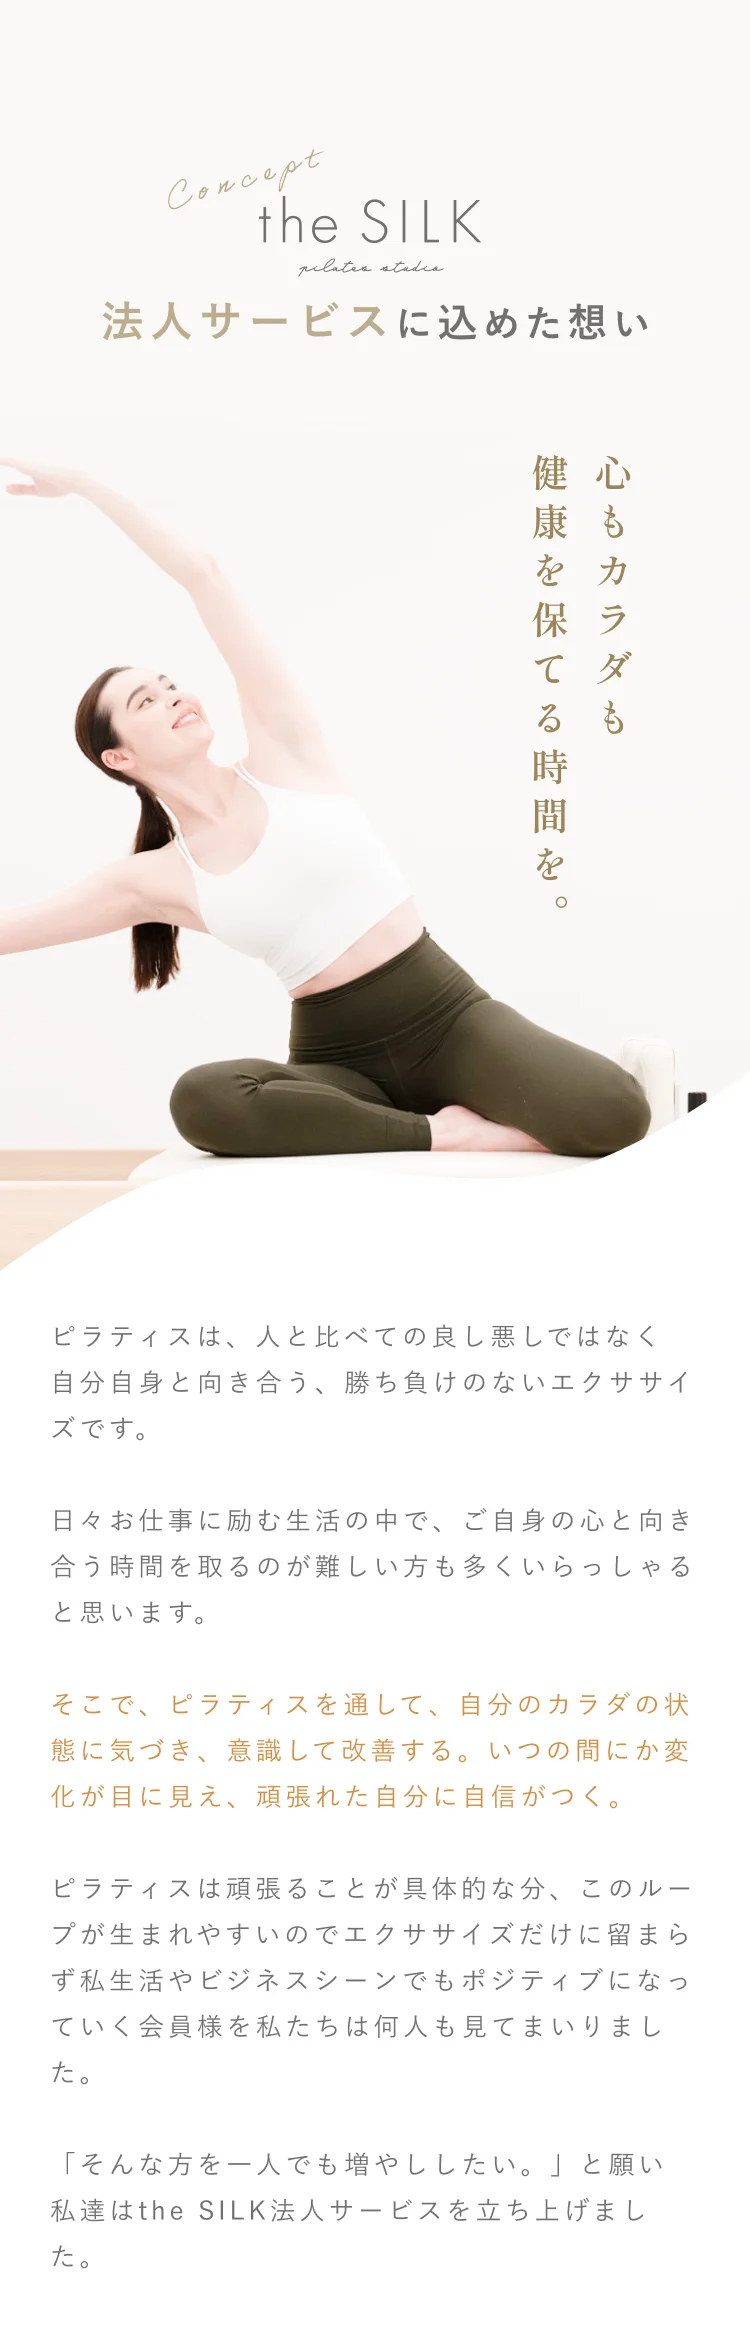 Concept
the SILK
pilates studio
法人サービスに込めた想い
心もカラダも
健康を保てる時間を。
ピラティスは、人と比べての良し悪しではなく
自分自身と向き合う、勝ち負けのないエクササイ
ズです。
日々お仕事に励む生活の中で、ご自身の心と向き
合う時間を取るのが難しい方も多くいらっしゃる
と思います。
そこで、ピラティスを通して、自分のカラダの状
態に気づき、意識して改善する。いつの間にか変
化が目に見え、頑張れた自分に自信がつく。
ピラティスは頑張ることが具体的な分、このルー
プが生まれやすいのでエクササイズだけに留まら
ず私生活やビジネスシーンでもポジティブになっ
ていく会員様を私たちは何人も見てまいりまし
た。
「そんな方を一人でも増やししたい。」と願い
私達はthe SILK法人サービスを立ち上げまし
た。